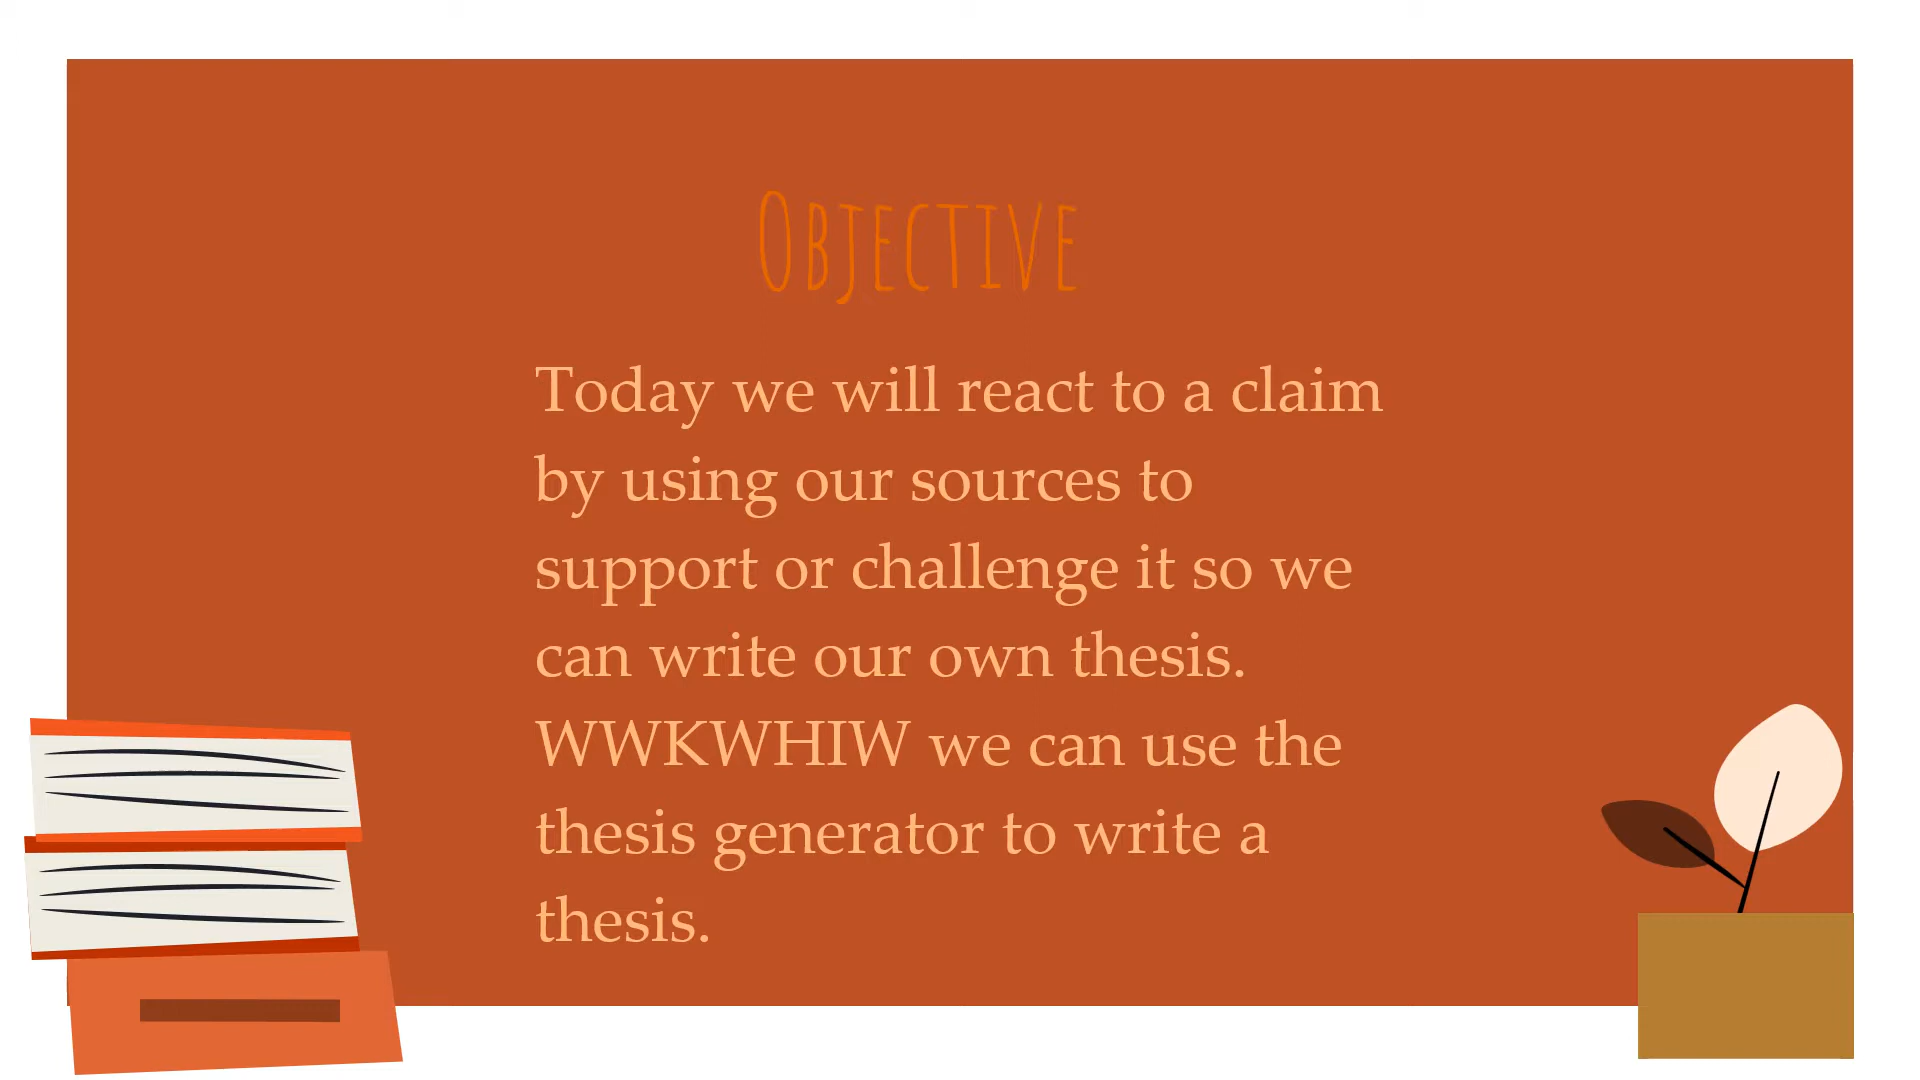 Objective
Today we will react to a claim
by using our sources to
support or challenge it so we
can write our own thesis.
WWKWHIW we can use the
thesis generator to write a
thesis.